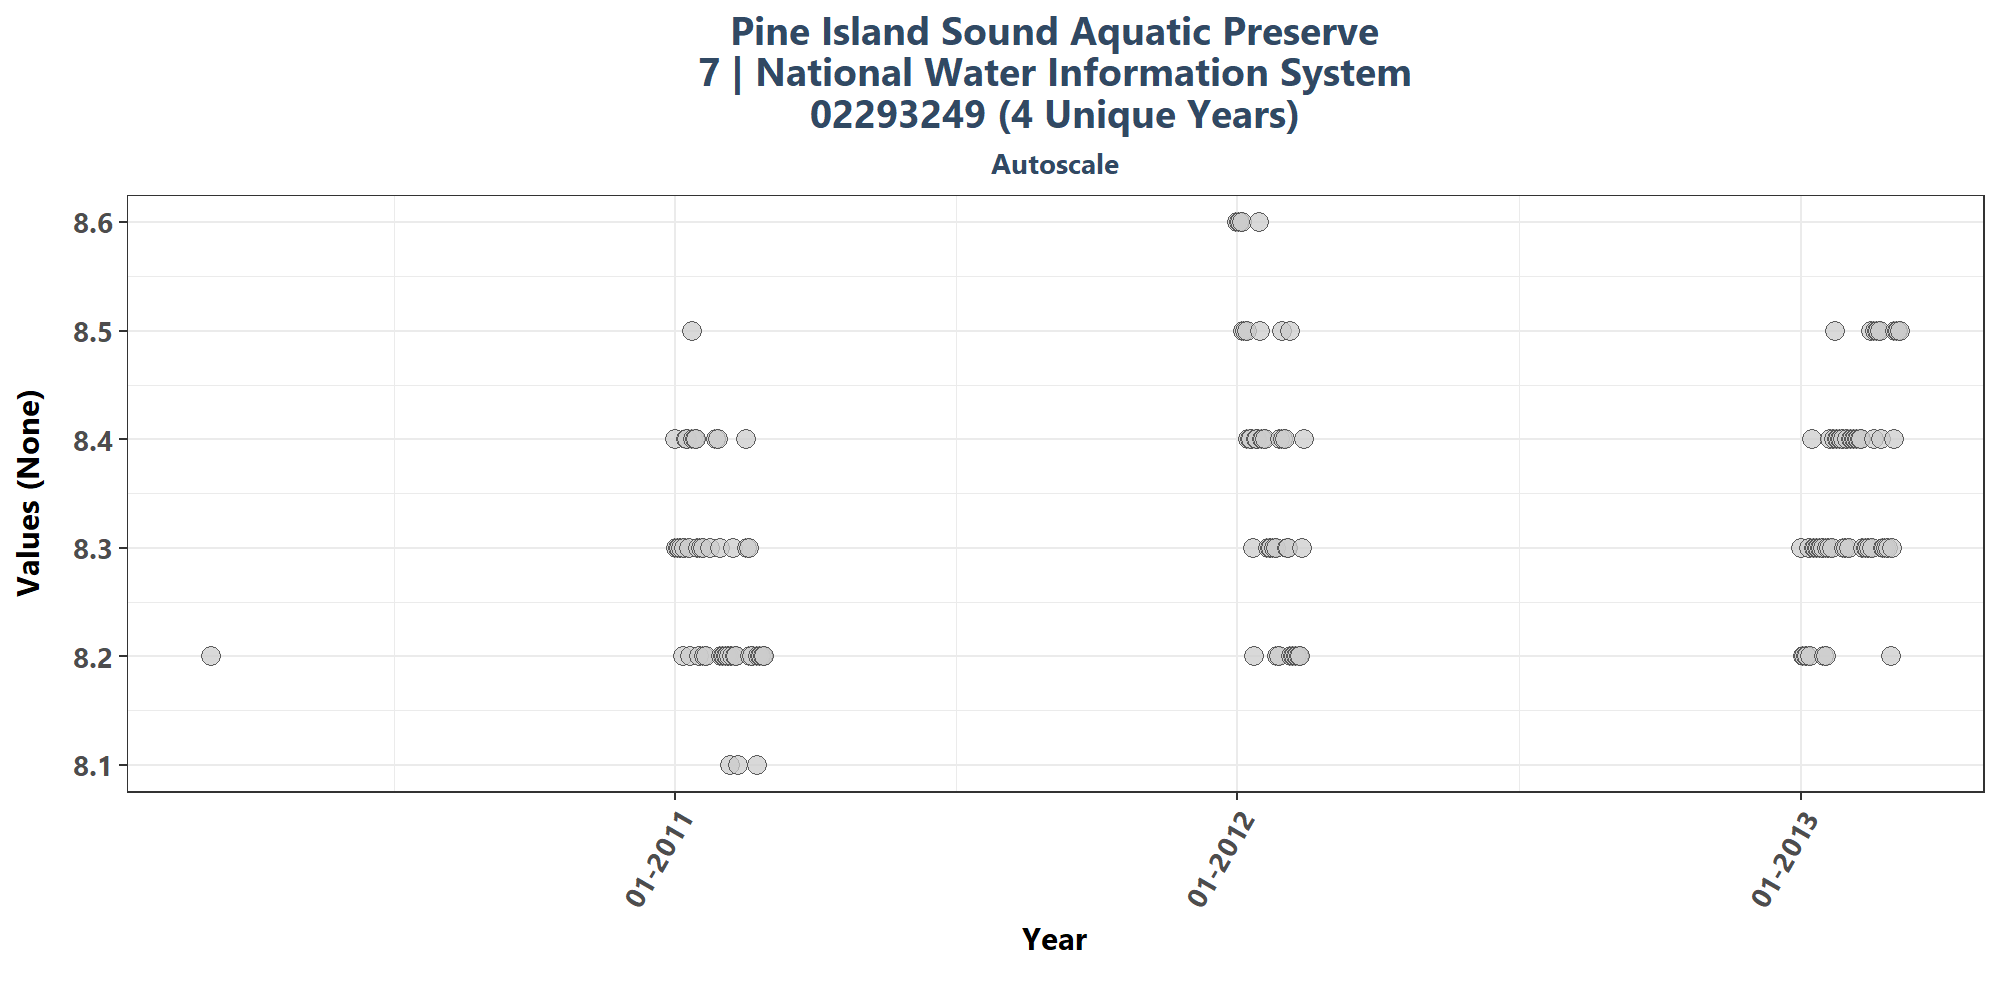 Pine Island Sound Aquatic Preserve
7 | National Water Information System
02293249 (4 Unique Years)
Autoscale
8.6
8.5
8.4
8.3
8.2
8.1
Values (None)
01-2011
01-2012
01-2013
Year